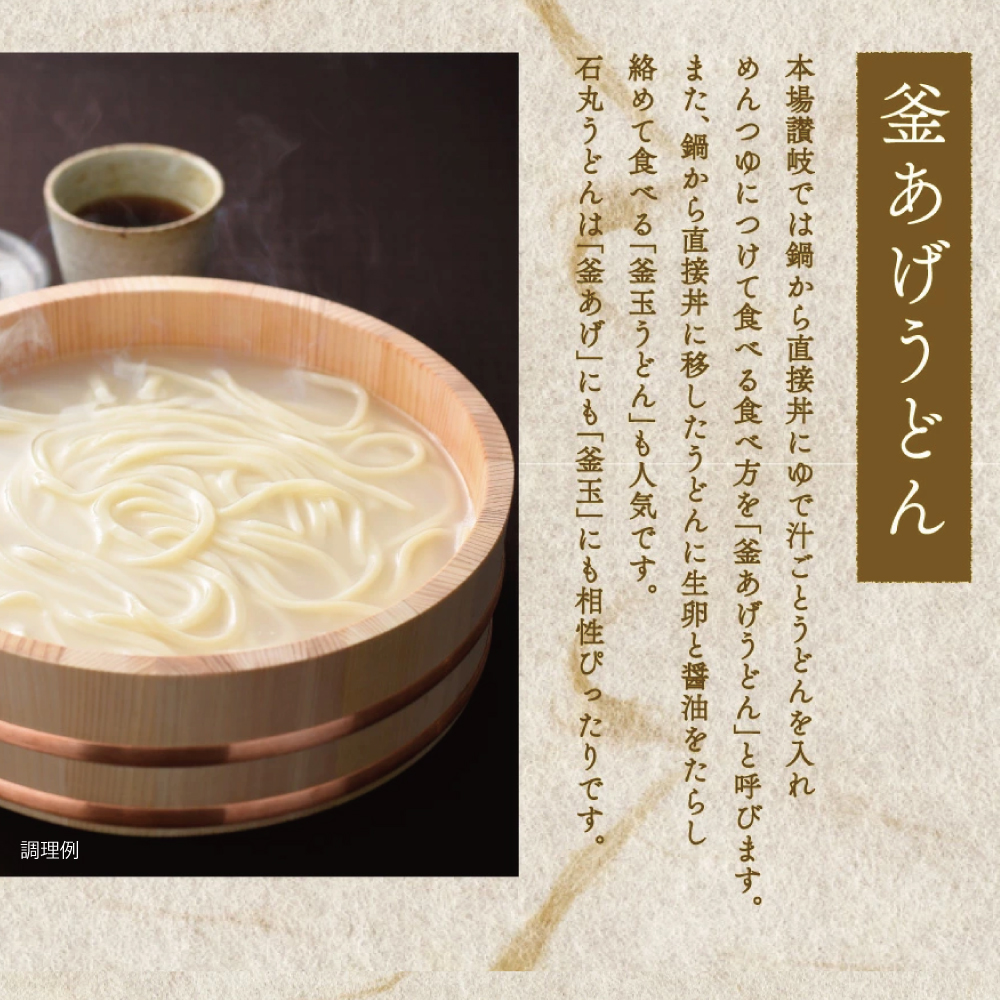 釜あげうどん
本場讃岐では鍋から直接丼にゆで汁ごとうどんを入れ
めんつゆにつけて食べる食べ方を「釜あげうどん」と呼びます。
また、鍋から直接丼に移したうどんに生卵と醤油をたらし
絡めて食べる「釜玉うどん」も人気です。
石丸うどんは「釜あげ」にも「釜玉」にも相性ぴったりです。
調理例